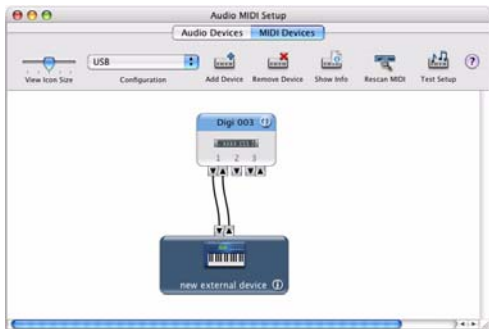 Audio MIDI Setup
Audio Devices MIDI Devices
USB
View Icon Size Configuration Add Device Remove Device Show Info Rescan MIDI Test Setup ?
Digi 003 i
1 2 3
new external device i